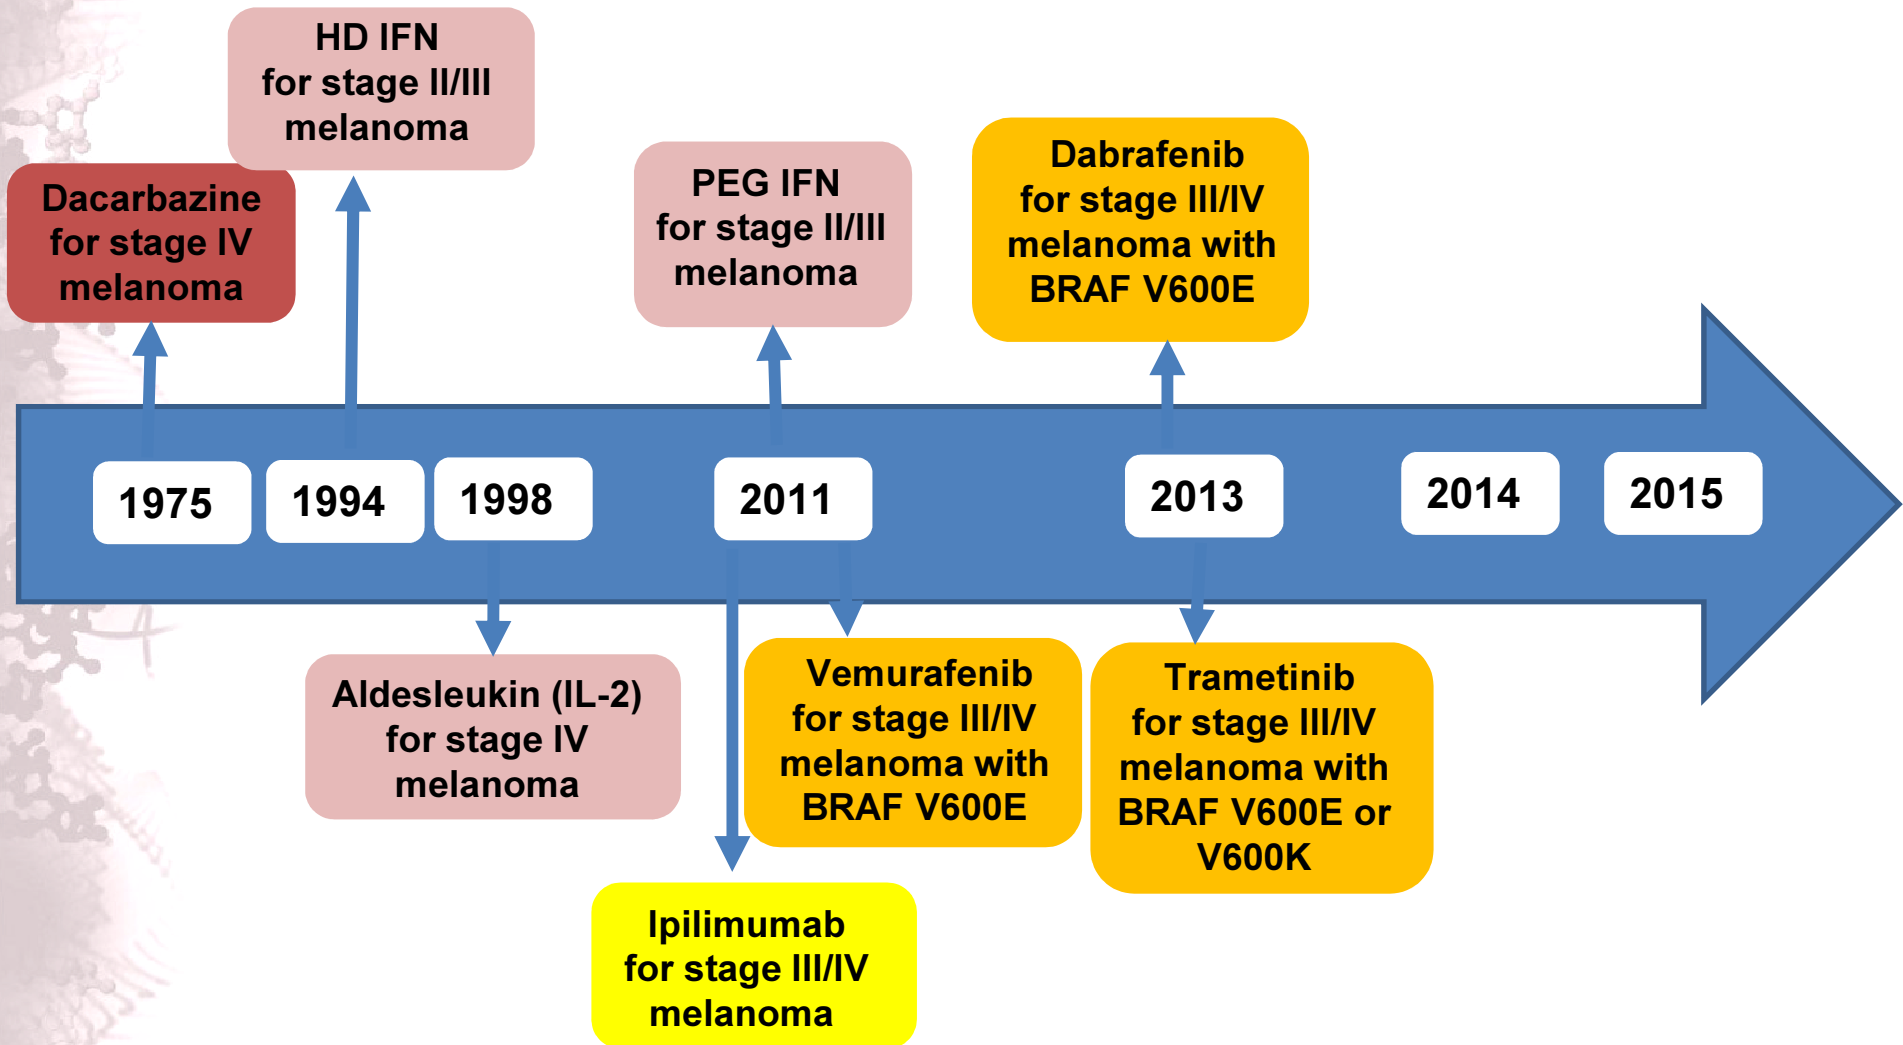 HD IFN
for stage II/III
melanoma
Dacarbazine
for stage IV
melanoma
PEG IFN
for stage II/III
melanoma
Dabrafenib
for stage III/IV
melanoma with
BRAF V600E
1975
1994
1998
2011
2013
2014
2015
Aldesleukin (IL-2)
for stage IV
melanoma
Vemurafenib
for stage III/IV
melanoma with
BRAF V600E
Trametinib
for stage III/IV
melanoma with
BRAF V600E or
V600K
Ipilimumab
for stage III/IV
melanoma